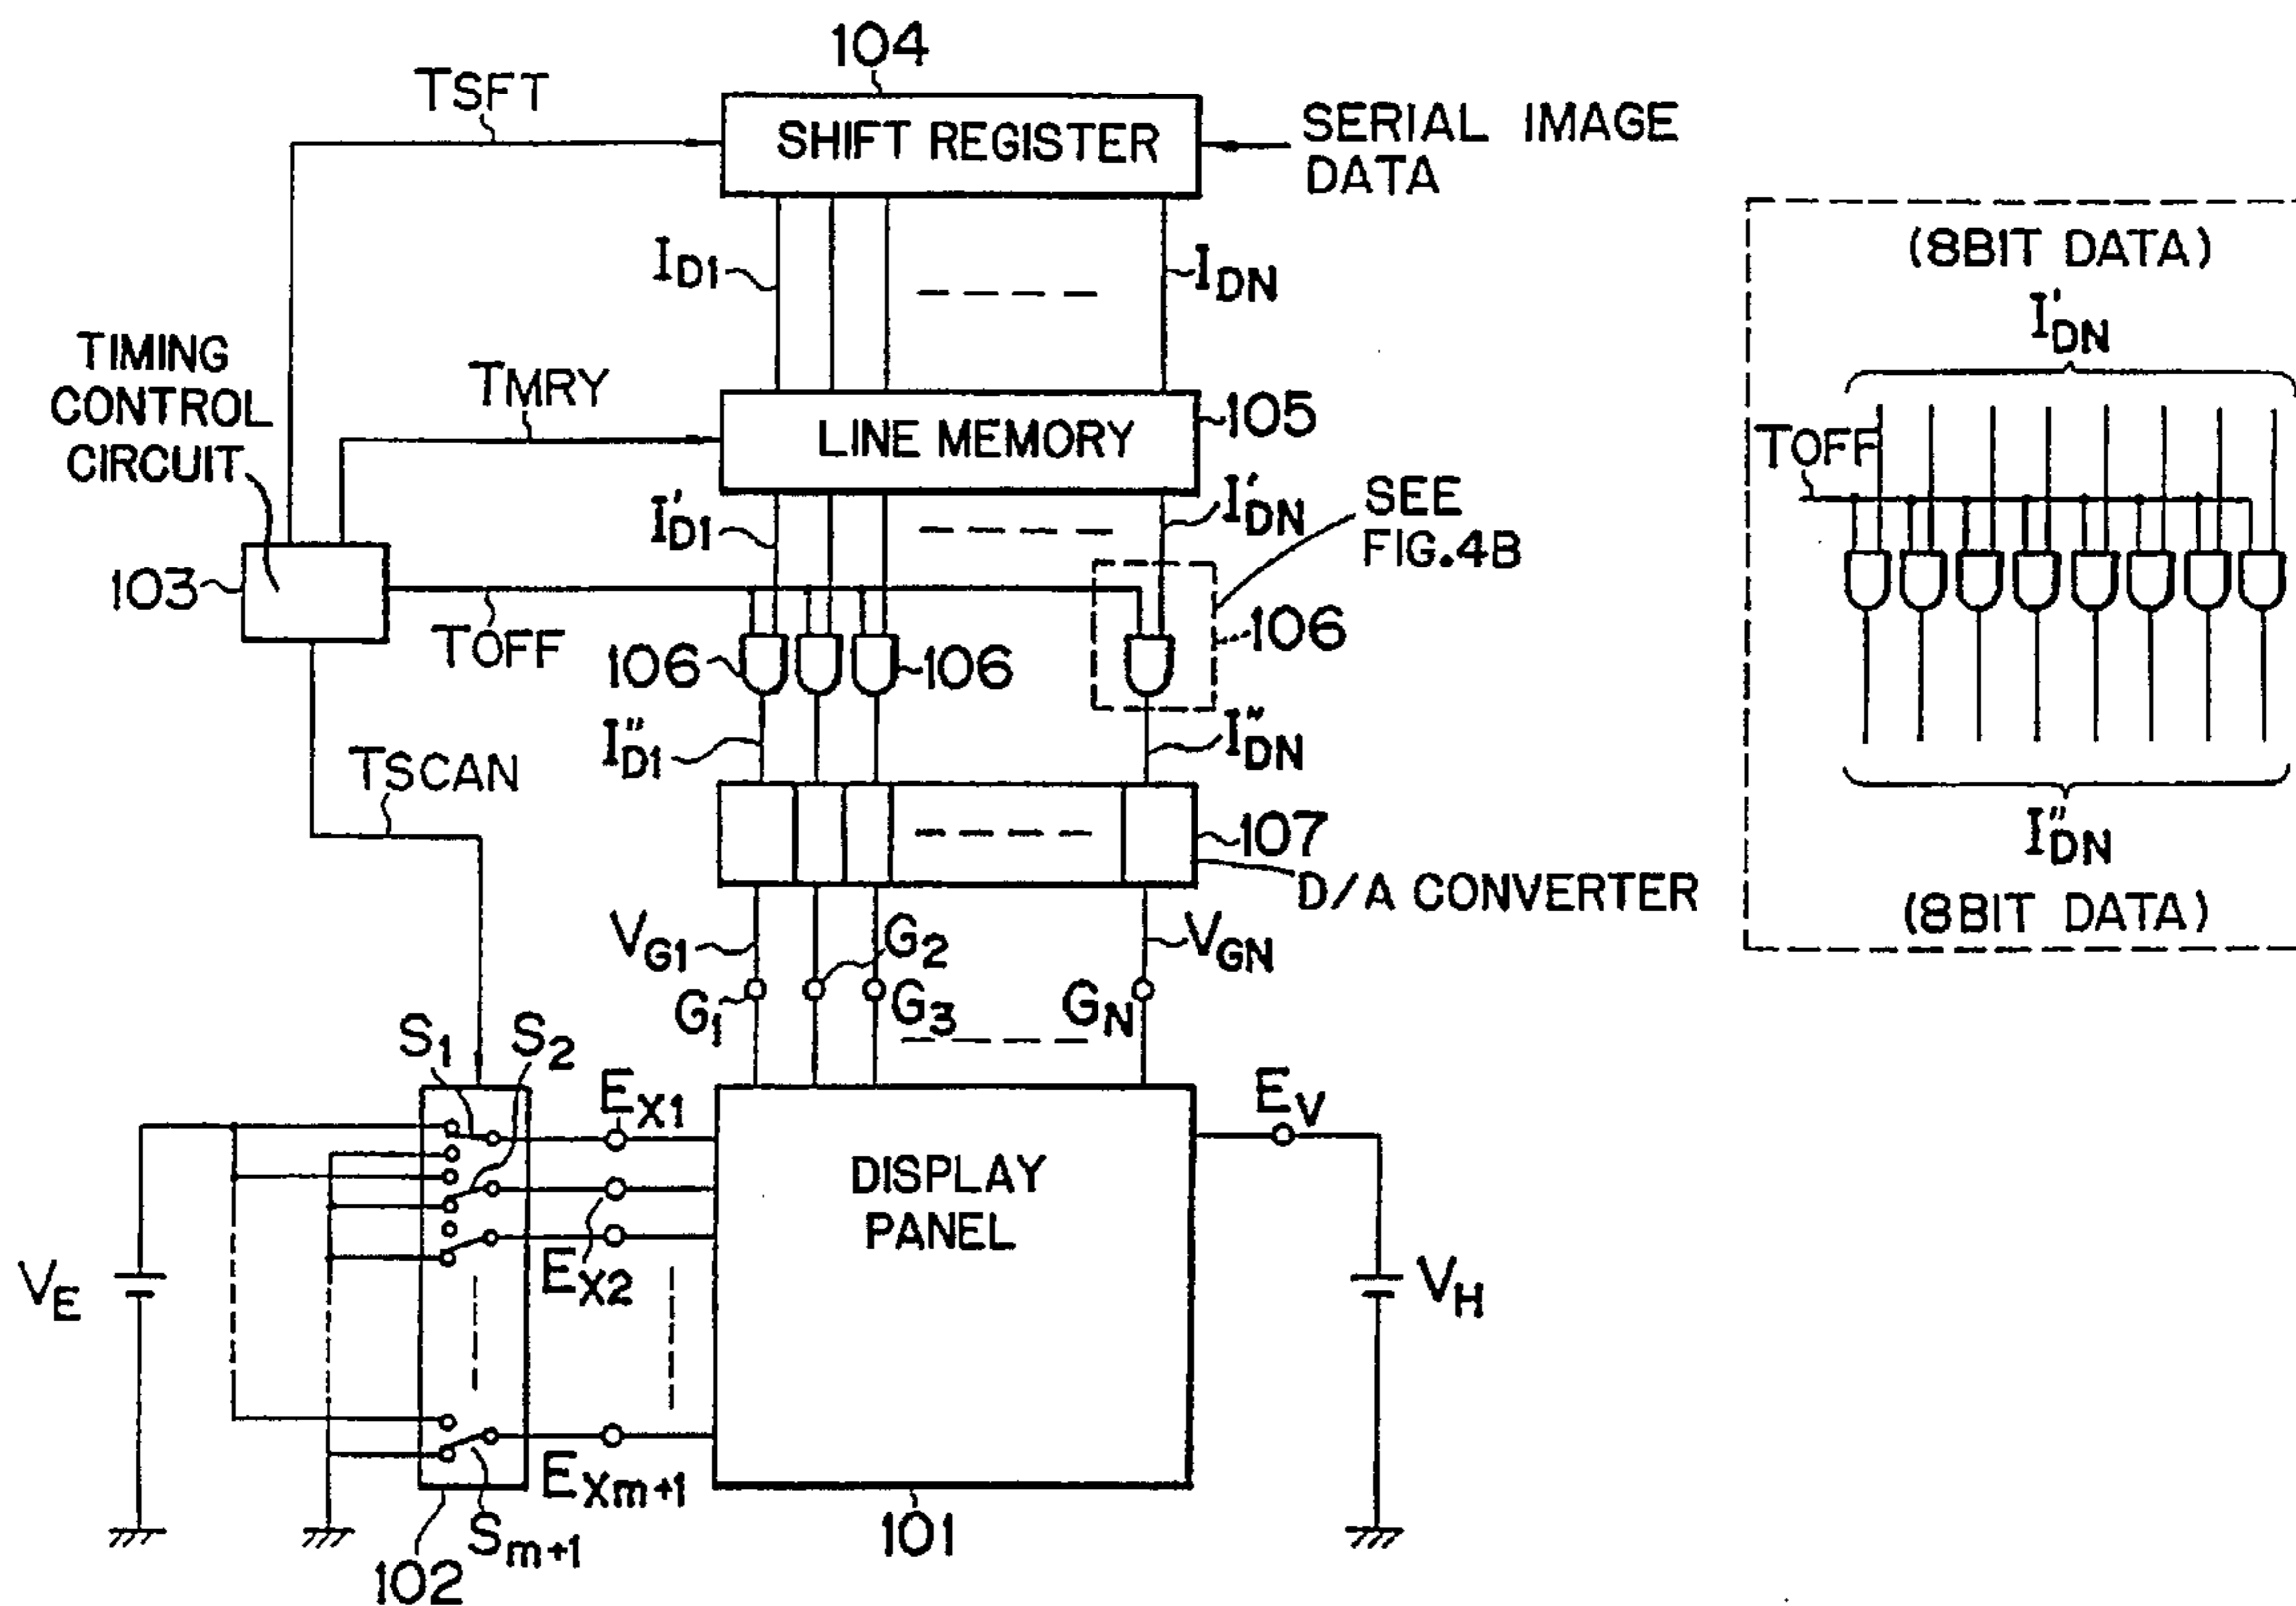 104
TSFT
SHIFT REGISTER
SERIAL IMAGE
DATA
ID1
IDN
TIMING
CONTROL
CIRCUIT
TMRY
LINE MEMORY
105
I'D1
I'DN
SEE
FIG.4B
103
TOFF
106
106
106
I"D1
I"DN
TSCAN
107
D/A CONVERTER
VG1
G2
VGN
G1
G3
GN
S1
S2
EX1
EV
DISPLAY
PANEL
EX2
VE
VH
EXm+1
Sm+1
101
102
(8BIT DATA)
I'DN
TOFF
I"DN
(8BIT DATA)